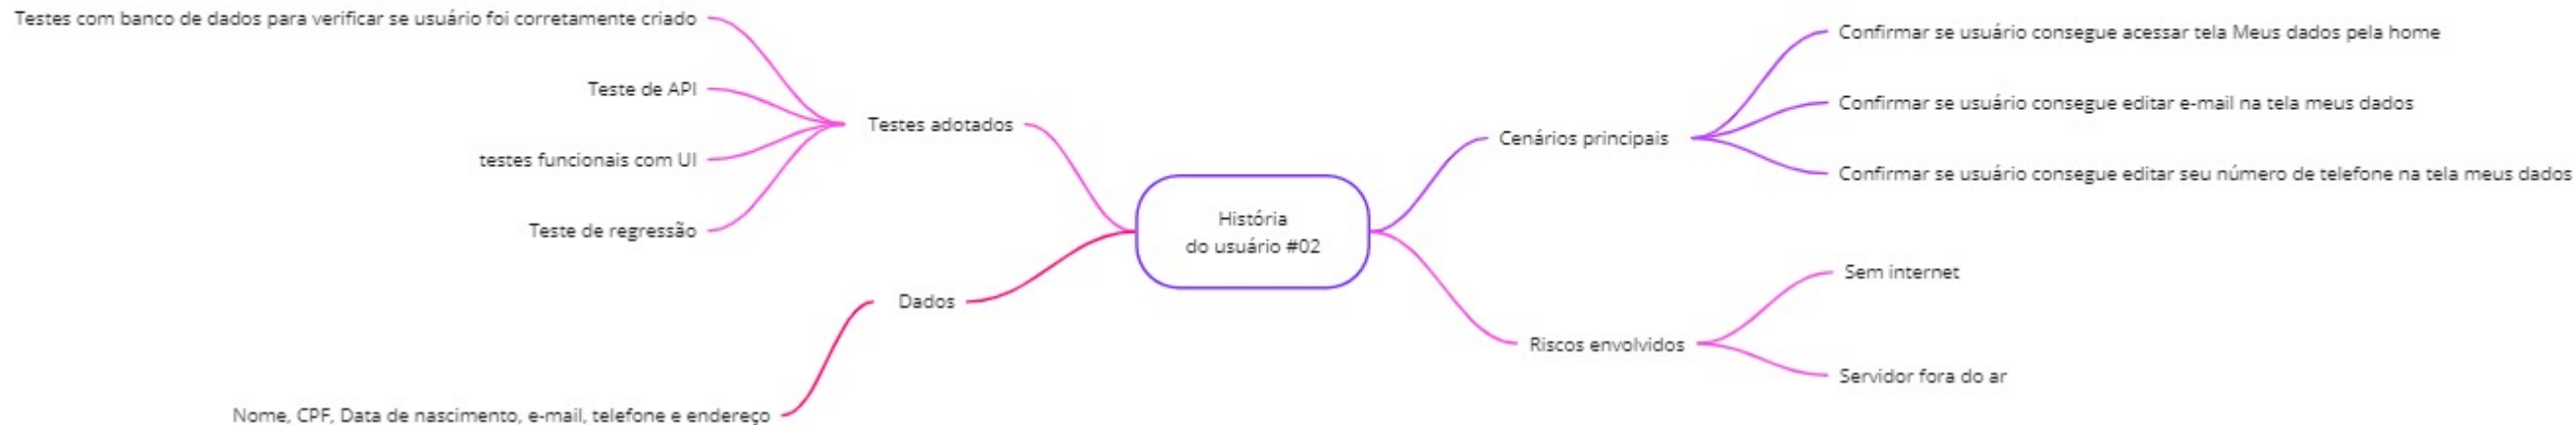 Testes com banco de dados para verificar se usuário foi corretamente criado
Teste de API
testes funcionais com UI
Teste de regressão
Testes adotados
Dados
Nome, CPF, Data de nascimento, e-mail, telefone e endereço
História
do usuário #02
Cenários principais
Confirmar se usuário consegue acessar tela Meus dados pela home
Confirmar se usuário consegue editar e-mail na tela meus dados
Confirmar se usuário consegue editar seu número de telefone na tela meus dados
Riscos envolvidos
Sem internet
Servidor fora do ar